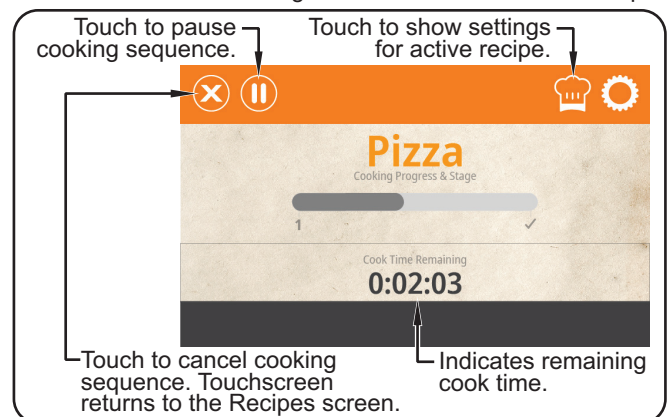 Touch to pause
cooking sequence.
Touch to show settings
for active recipe.
Pizza
Cooking Progress & Stage
1
Cook Time Remaining
0:02:03
Touch to cancel cooking
sequence. Touchscreen
returns to the Recipes screen.
Indicates remaining
cook time.